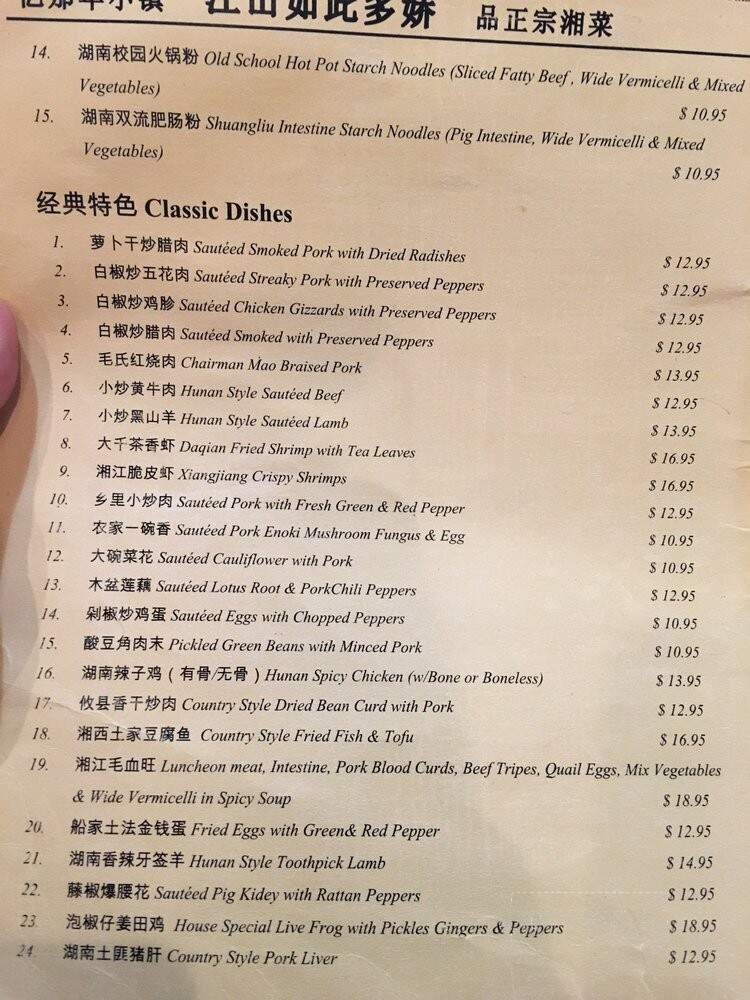 江山如此多娇 品正宗湘菜
14. 湖南校园火锅粉 Old School Hot Pot Starch Noodles (Sliced Fatty Beef , Wide Vermicelli & Mixed
Vegetables) $ 10.95
15. 湖南双流肥肠粉 Shuangliu Intestine Starch Noodles (Pig Intestine, Wide Vermicelli & Mixed
Vegetables) $ 10.95
经典特色 Classic Dishes
1. 萝卜干炒腊肉 Sautéed Smoked Pork with Dried Radishes $ 12.95
2. 白椒炒五花肉 Sautéed Streaky Pork with Preserved Peppers $ 12.95
3. 白椒炒鸡胗 Sautéed Chicken Gizzards with Preserved Peppers $ 12.95
4. 白椒炒腊肉 Sautéed Smoked with Preserved Peppers $ 12.95
5. 毛氏红烧肉 Chairman Mao Braised Pork $ 13.95
6. 小炒黄牛肉 Hunan Style Sautéed Beef $ 12.95
7. 小炒黑山羊 Hunan Style Sautéed Lamb $ 13.95
8. 大千茶香虾 Daqian Fried Shrimp with Tea Leaves $ 16.95
9. 湘江脆皮虾 Xiangjiang Crispy Shrimps $ 16.95
10. 乡里小炒肉 Sautéed Pork with Fresh Green & Red Pepper $ 12.95
11. 农家一碗香 Sautéed Pork Enoki Mushroom Fungus & Egg $ 10.95
12. 大碗菜花 Sautéed Cauliflower with Pork $ 10.95
13. 木盆莲藕 Sautéed Lotus Root & PorkChili Peppers $ 12.95
14. 剁椒炒鸡蛋 Sautéed Eggs with Chopped Peppers $ 10.95
15. 酸豆角肉末 Pickled Green Beans with Minced Pork $ 10.95
16. 湖南辣子鸡（有骨/无骨）Hunan Spicy Chicken (w/Bone or Boneless) $ 13.95
17. 攸县香干炒肉 Country Style Dried Bean Curd with Pork $ 12.95
18. 湘西土家豆腐鱼 Country Style Fried Fish & Tofu $ 16.95
19. 湘江毛血旺 Luncheon meat, Intestine, Pork Blood Curds, Beef Tripes, Quail Eggs, Mix Vegetables
& Wide Vermicelli in Spicy Soup $ 18.95
20. 船家土法金钱蛋 Fried Eggs with Green& Red Pepper $ 12.95
21. 湖南香辣牙签羊 Hunan Style Toothpick Lamb $ 14.95
22. 藤椒爆腰花 Sautéed Pig Kidey with Rattan Peppers $ 12.95
23. 泡椒仔姜田鸡 House Special Live Frog with Pickles Gingers & Peppers $ 18.95
24. 湖南土匪猪肝 Country Style Pork Liver $ 12.95